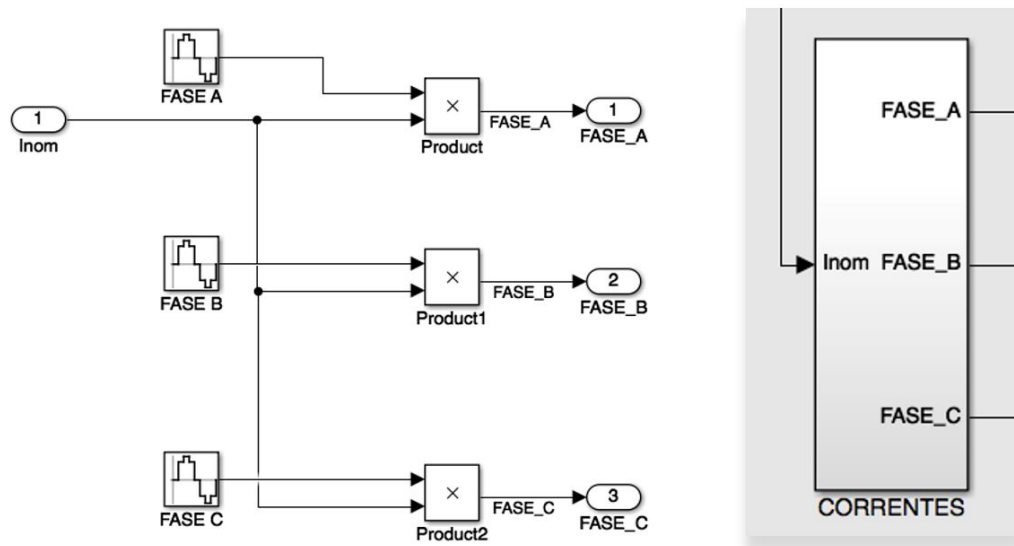 FASE A
1
Inom
×
Product
FASE_A
1
FASE_A
FASE B
×
Product1
FASE_B
2
FASE_B
FASE C
×
Product2
FASE_C
3
FASE_C
FASE_A
Inom FASE_B
FASE_C
CORRENTES